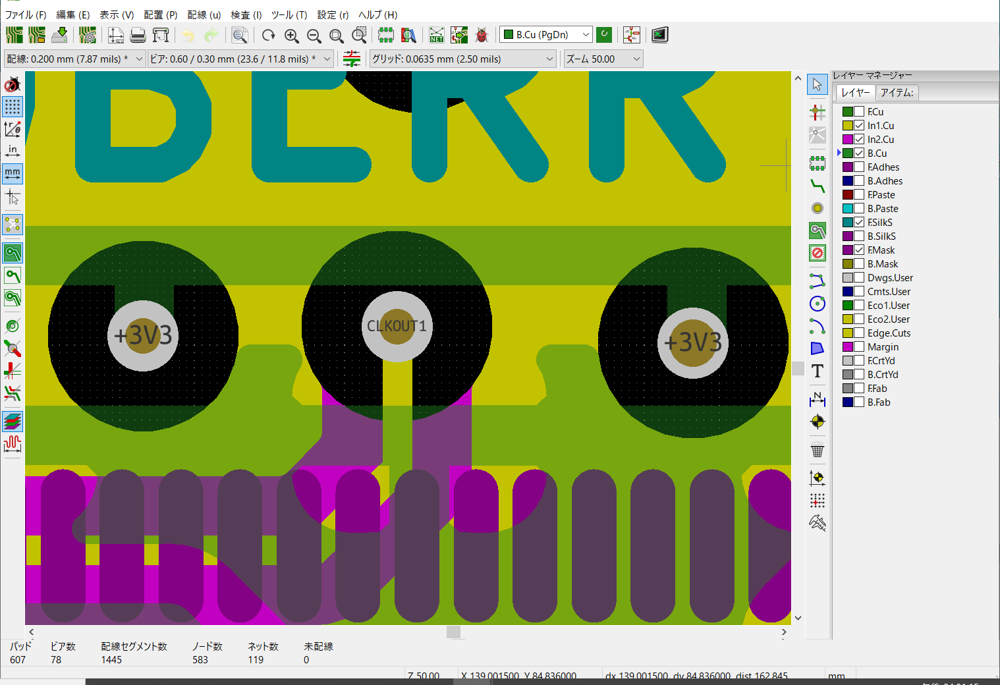 ファイル (F) 編集 (E) 表示 (V) 配置 (P) 配線 (u) 検査 (I) ツール (T) 設定 (r) ヘルプ (H)
NET
B.Cu (PgDn)
配線: 0.200 mm (7.87 mils) *
ビア: 0.60 / 0.30 mm (23.6 / 11.8 mils) *
グリッド: 0.0635 mm (2.50 mils)
ズーム 50.00
in
mm
BERR
+3V3
CLKOUT1
+3V3
T
N
レイヤー マネージャー
レイヤー アイテム:
F.Cu
In1.Cu
In2.Cu
B.Cu
F.Adhes
B.Adhes
F.Paste
B.Paste
F.SilkS
B.SilkS
F.Mask
B.Mask
Dwgs.User
Cmts.User
Eco1.User
Eco2.User
Edge.Cuts
Margin
F.CrtYd
B.CrtYd
F.Fab
B.Fab
パッド ビア数 配線セグメント数 ノード数 ネット数 未配線
607 78 1445 583 119 0
Z 50.00 X 139.001500 Y 84.836000 dx 139.001500 dy 84.836000 dist 162.845 mm